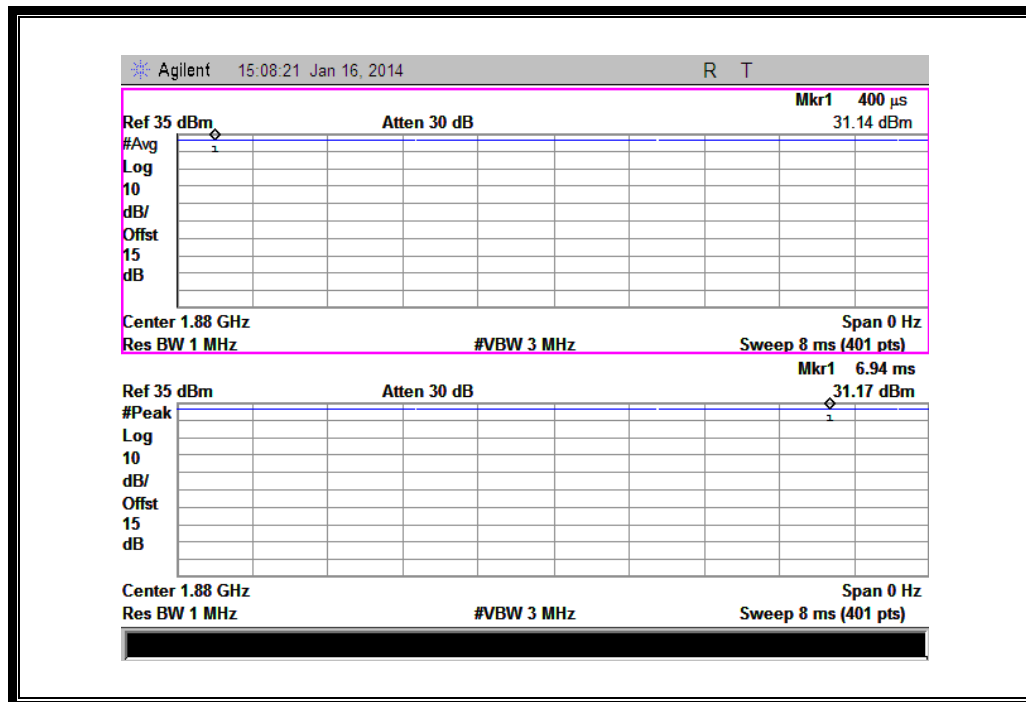 Agilent 15:08:21 Jan 16, 2014 R T
Mkr1 400 µs
Ref 35 dBm Atten 30 dB 31.14 dBm
#Avg
1
Log
10
dB/
Offst
15
dB
Center 1.88 GHz Span 0 Hz
Res BW 1 MHz #VBW 3 MHz Sweep 8 ms (401 pts)
Mkr1 6.94 ms
Ref 35 dBm Atten 30 dB 31.17 dBm
#Peak
1
Log
10
dB/
Offst
15
dB
Center 1.88 GHz Span 0 Hz
Res BW 1 MHz #VBW 3 MHz Sweep 8 ms (401 pts)